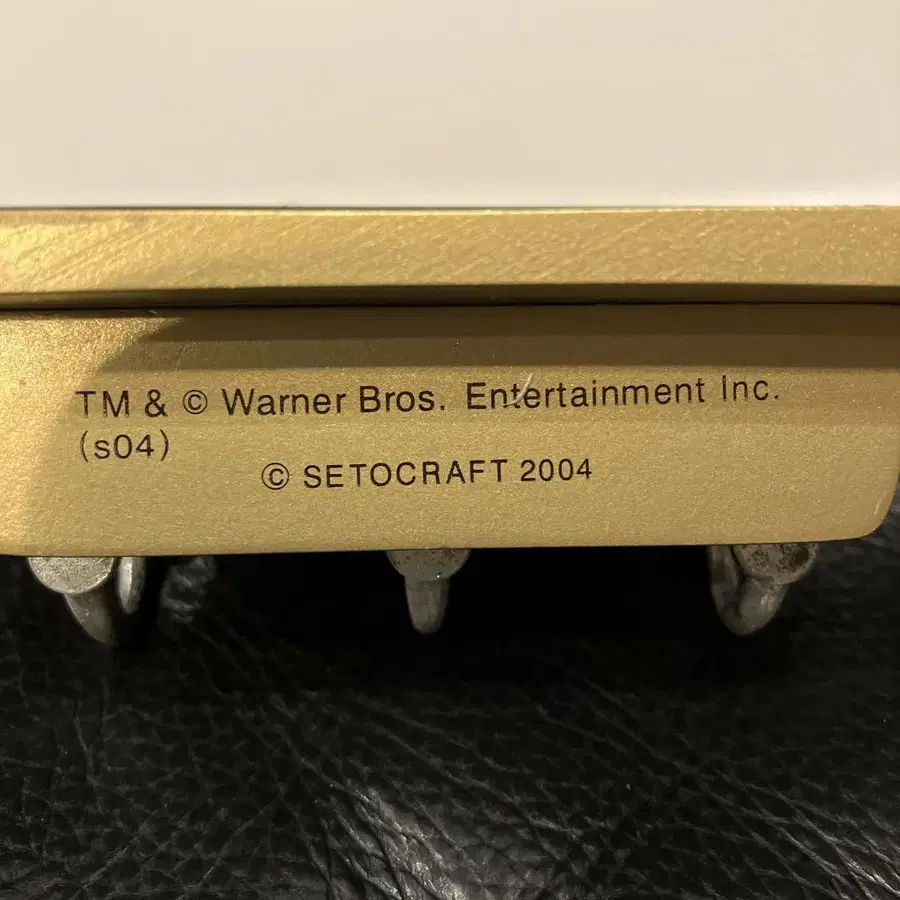 TM & © Warner Bros. Entertainment Inc.
(s04)
© SETOCRAFT 2004